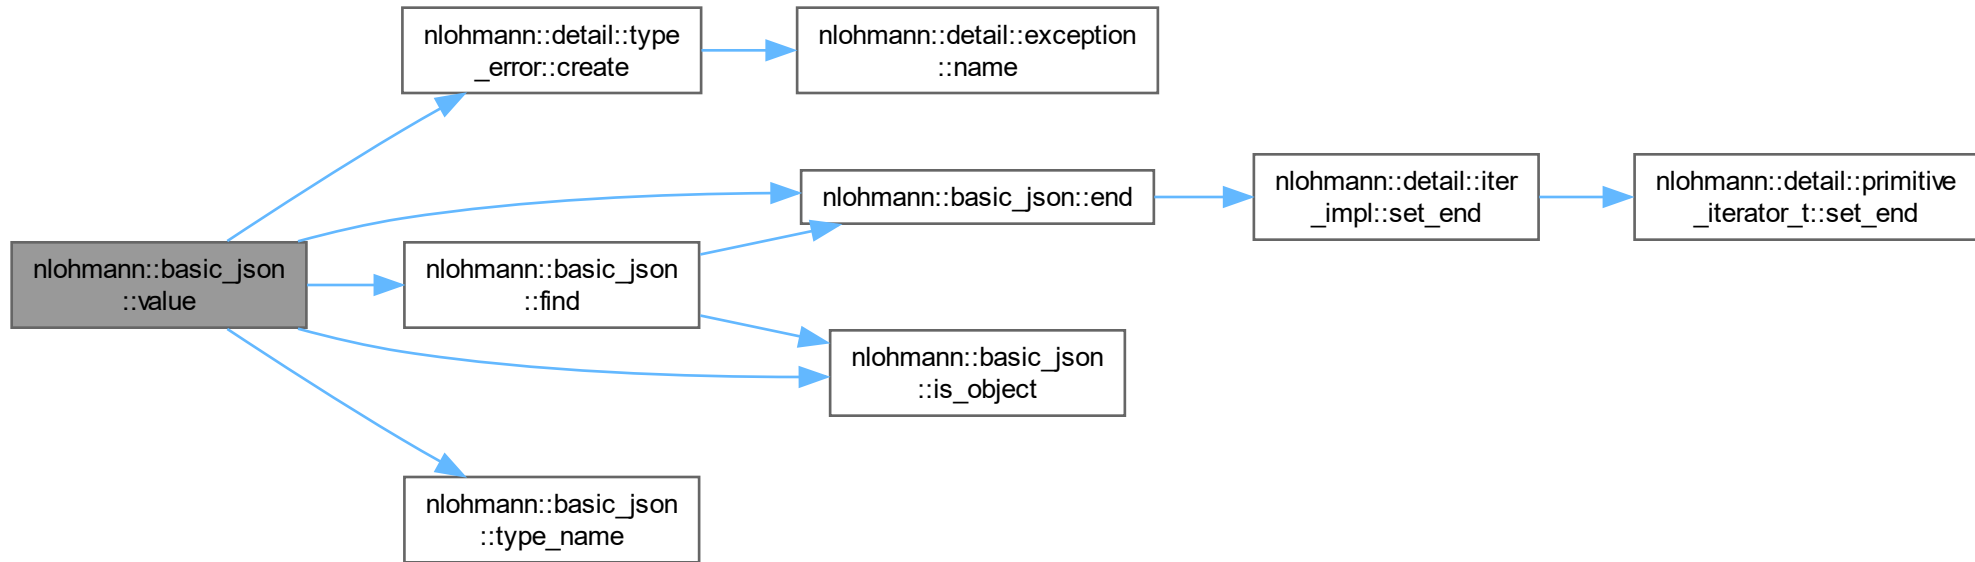 nlohmann::detail::type
_error::create
nlohmann::detail::exception
::name
nlohmann::basic_json::end
nlohmann::detail::iter
_impl::set_end
nlohmann::detail::primitive
_iterator_t::set_end
nlohmann::basic_json
::value
nlohmann::basic_json
::find
nlohmann::basic_json
::is_object
nlohmann::basic_json
::type_name